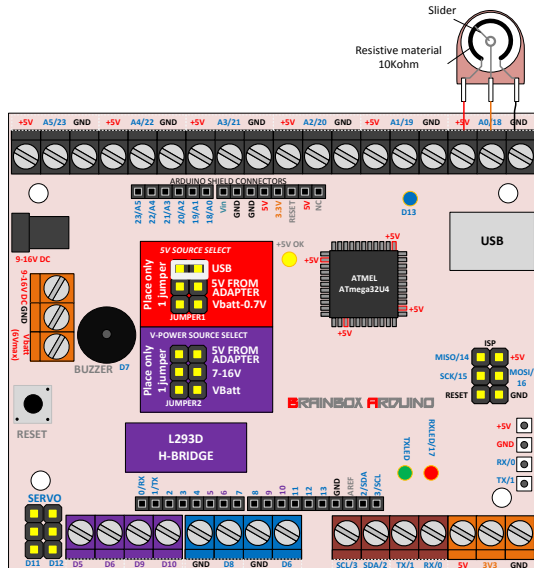 Slider
Resistive material
10Kohm
+5V A5/23 GND +5V A4/22 GND +5V A3/21 GND +5V A2/20 GND +5V A1/19 GND +5V A0/18 GND
ARDUINO SHIELD CONNECTORS
23/A5
22/A4
21/A3
20/A2
19/A1
18/A0
Vin
GND
GND
5V
3.3V
RESET
5V
NC
D13
9-16V DC
5V SOURCE SELECT
Place only
1 jumper
USB
5V FROM
ADAPTER
Vbatt-0.7V
JUMPER1
+5V OK
+5V
+5V
+5V
+5V
ATMEL
ATmega32U4
USB
9-16V DC
GND
Vbatt
(6Vmax)
BUZZER D7
V-POWER SOURCE SELECT
Place only
1 jumper
5V FROM
ADAPTER
7-16V
VBatt
JUMPER2
ISP
MISO/14 +5V
SCK/15 MOSI/
16
RESET GND
RESET
BRAINBOX ARDUINO
L293D
H-BRIDGE
TXLED
RXLED/17
+5V
GND
RX/0
TX/1
0/RX
1/TX
2
3
4
5
6
7
8
9
10
11
12
13
GND
AREF
2/SDA
3/SCL
SERVO
D11 D12
D5 D6 D9 D10 GND D8 GND D6 SCL/3 SDA/2 TX/1 RX/0 5V 3V3 GND